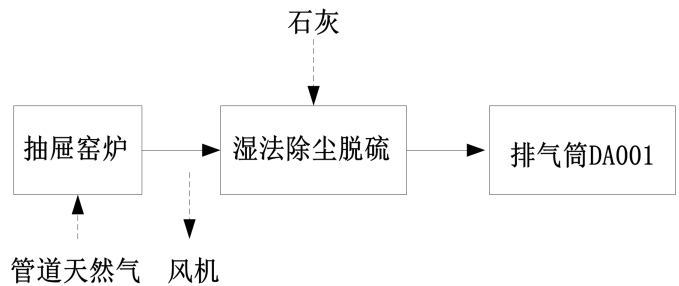 石灰
抽屉窑炉
湿法除尘脱硫
排气筒DA001
管道天然气
风机